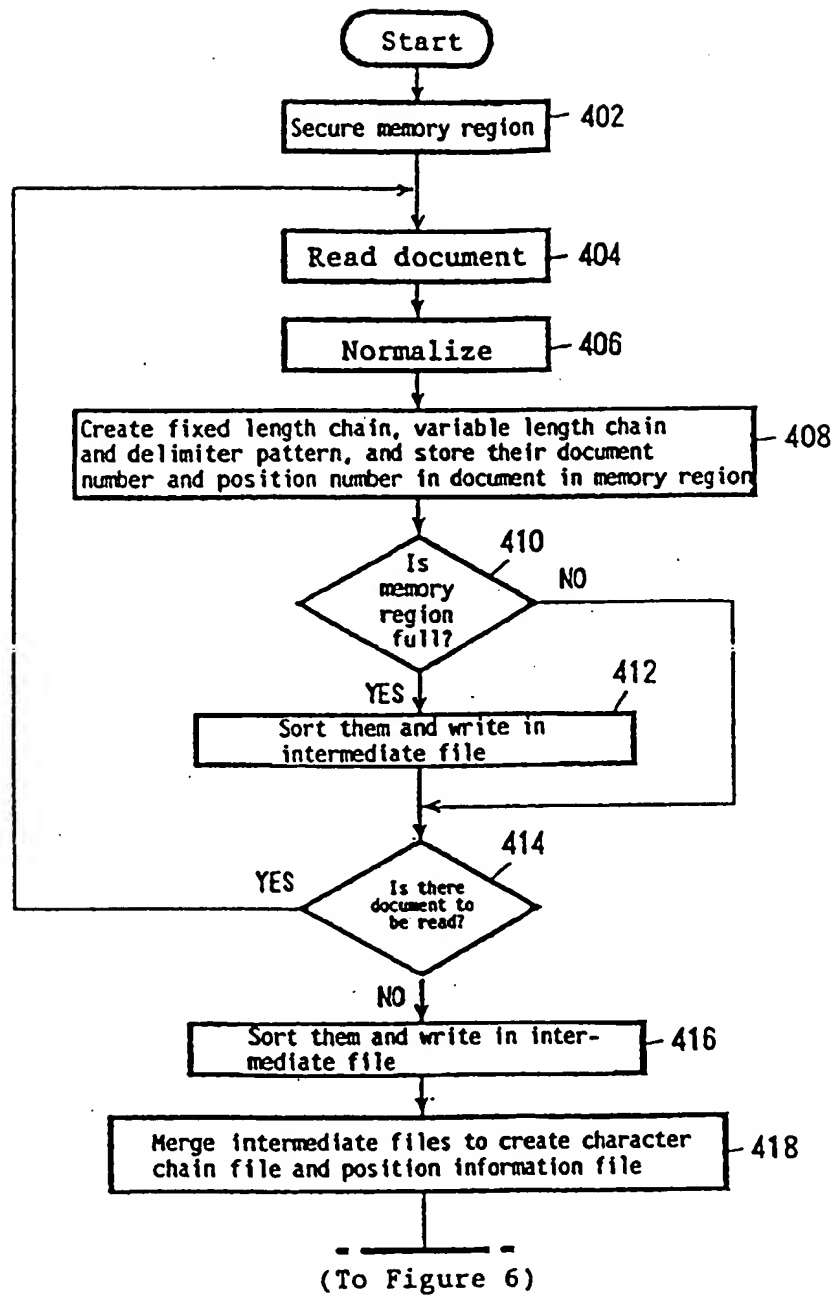 Start
Secure memory region
402
Read document
404
Normalize
406
Create fixed length chain, variable length chain
and delimiter pattern, and store their document
number and position number in document in memory region
408
410
Is
memory
region
full?
NO
YES
412
Sort them and write in
intermediate file
414
YES
Is there
document to
be read?
NO
Sort them and write in inter-
mediate file
416
Merge intermediate files to create character
chain file and position information file
418
(To Figure 6)